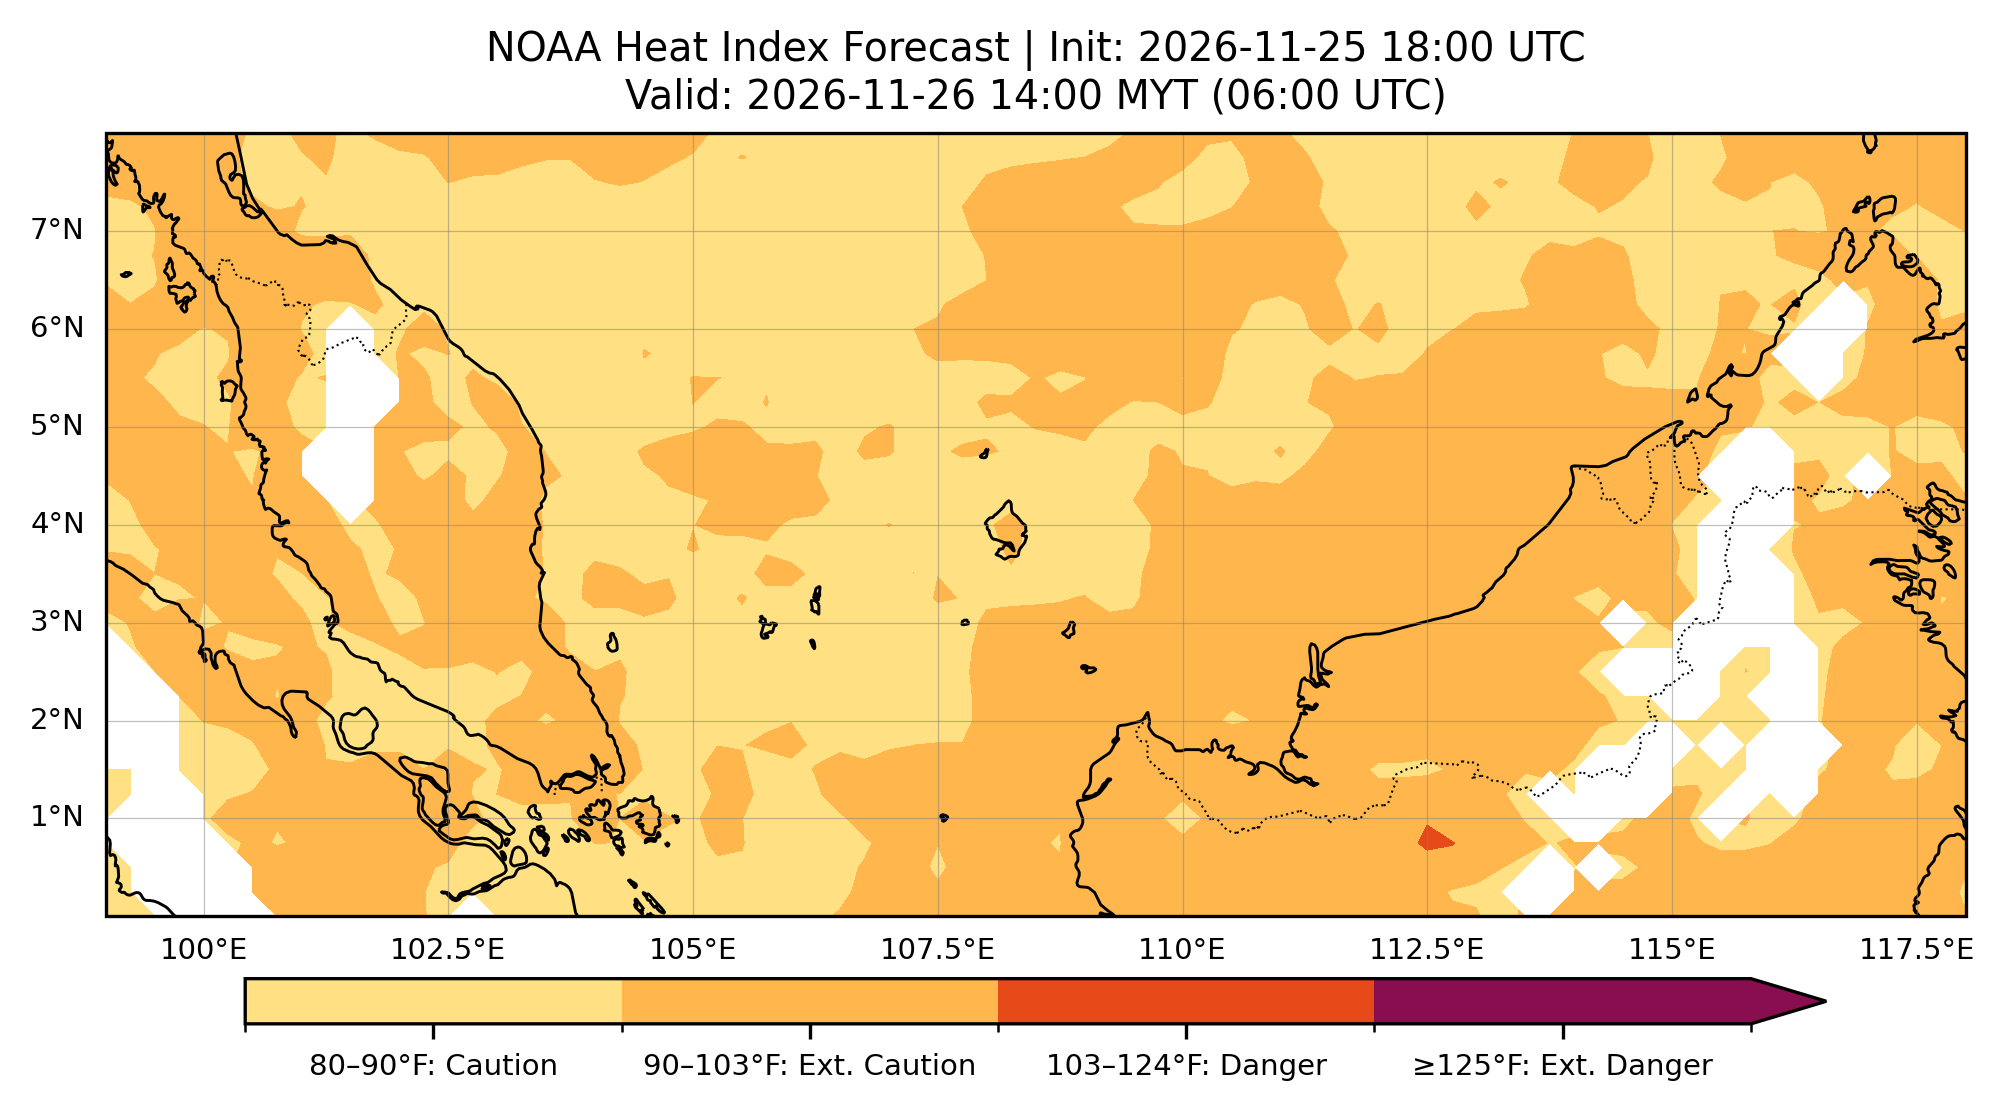 NOAA Heat Index Forecast | Init: 2026-11-25 18:00 UTC
Valid: 2026-11-26 14:00 MYT (06:00 UTC)
7°N
6°N
5°N
4°N
3°N
2°N
1°N
100°E 102.5°E 105°E 107.5°E 110°E 112.5°E 115°E 117.5°E
80–90°F: Caution 90–103°F: Ext. Caution 103–124°F: Danger ≥125°F: Ext. Danger